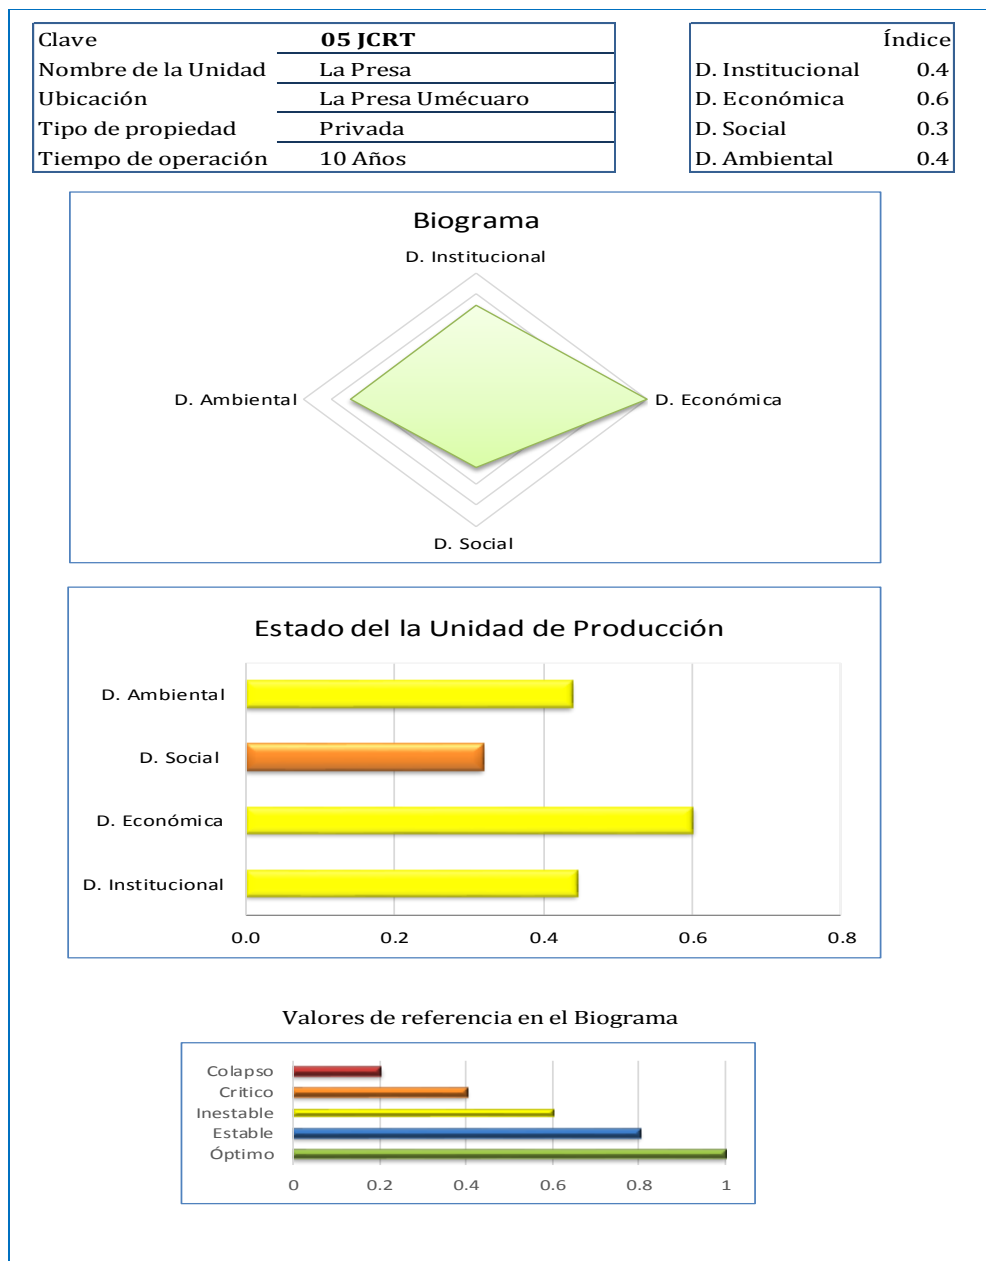 Clave 05 JCRT
Nombre de la Unidad La Presa
Ubicación La Presa Umécuaro
Tipo de propiedad Privada
Tiempo de operación 10 Años
Índice
D. Institucional 0.4
D. Económica 0.6
D. Social 0.3
D. Ambiental 0.4
Biograma
D. Institucional
D. Ambiental
D. Económica
D. Social
Estado del la Unidad de Producción
D. Ambiental
D. Social
D. Económica
D. Institucional
0.0 0.2 0.4 0.6 0.8
Valores de referencia en el Biograma
Colapso
Critico
Inestable
Estable
Óptimo
0 0.2 0.4 0.6 0.8 1